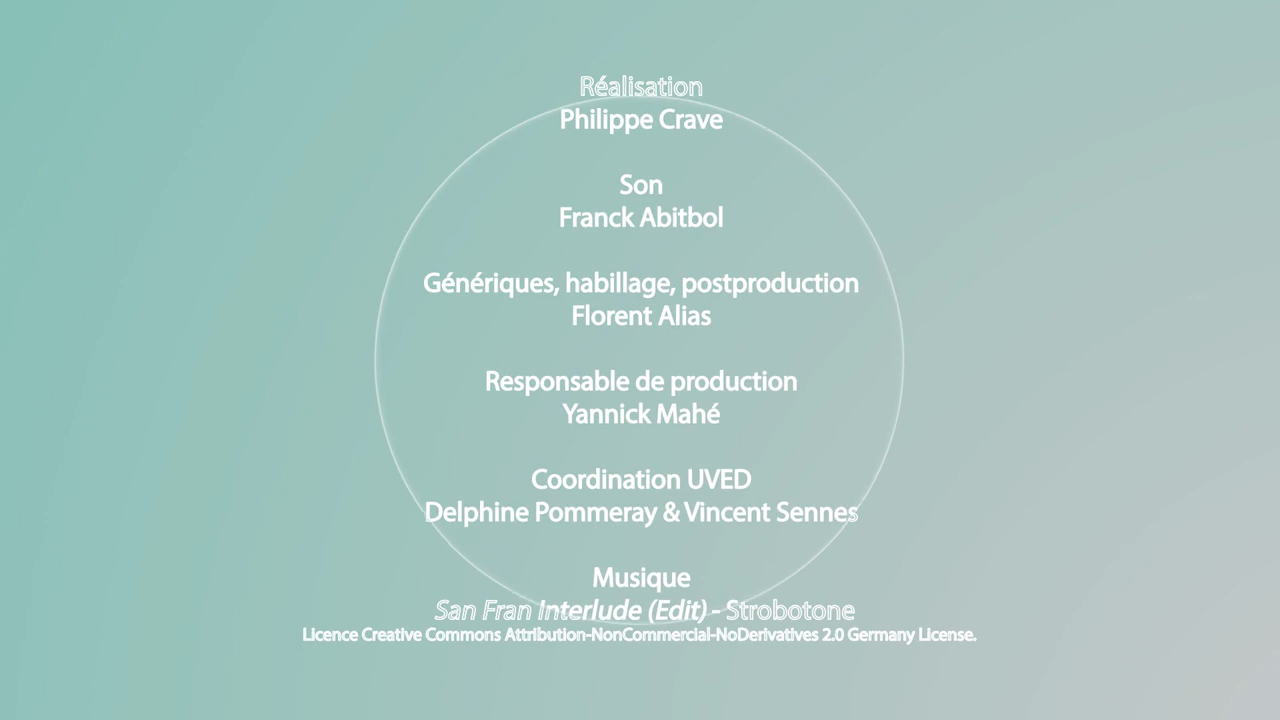 Réalisation
Philippe Crave
Son
Franck Abitbol
Génériques, habillage, postproduction
Florent Alias
Responsable de production
Yannick Mahé
Coordination UVED
Delphine Pommeray & Vincent Sennes
Musique
San Fran Interlude (Edit) - Strobotone
Licence Creative Commons Attribution-NonCommercial-NoDerivatives 2.0 Germany License.